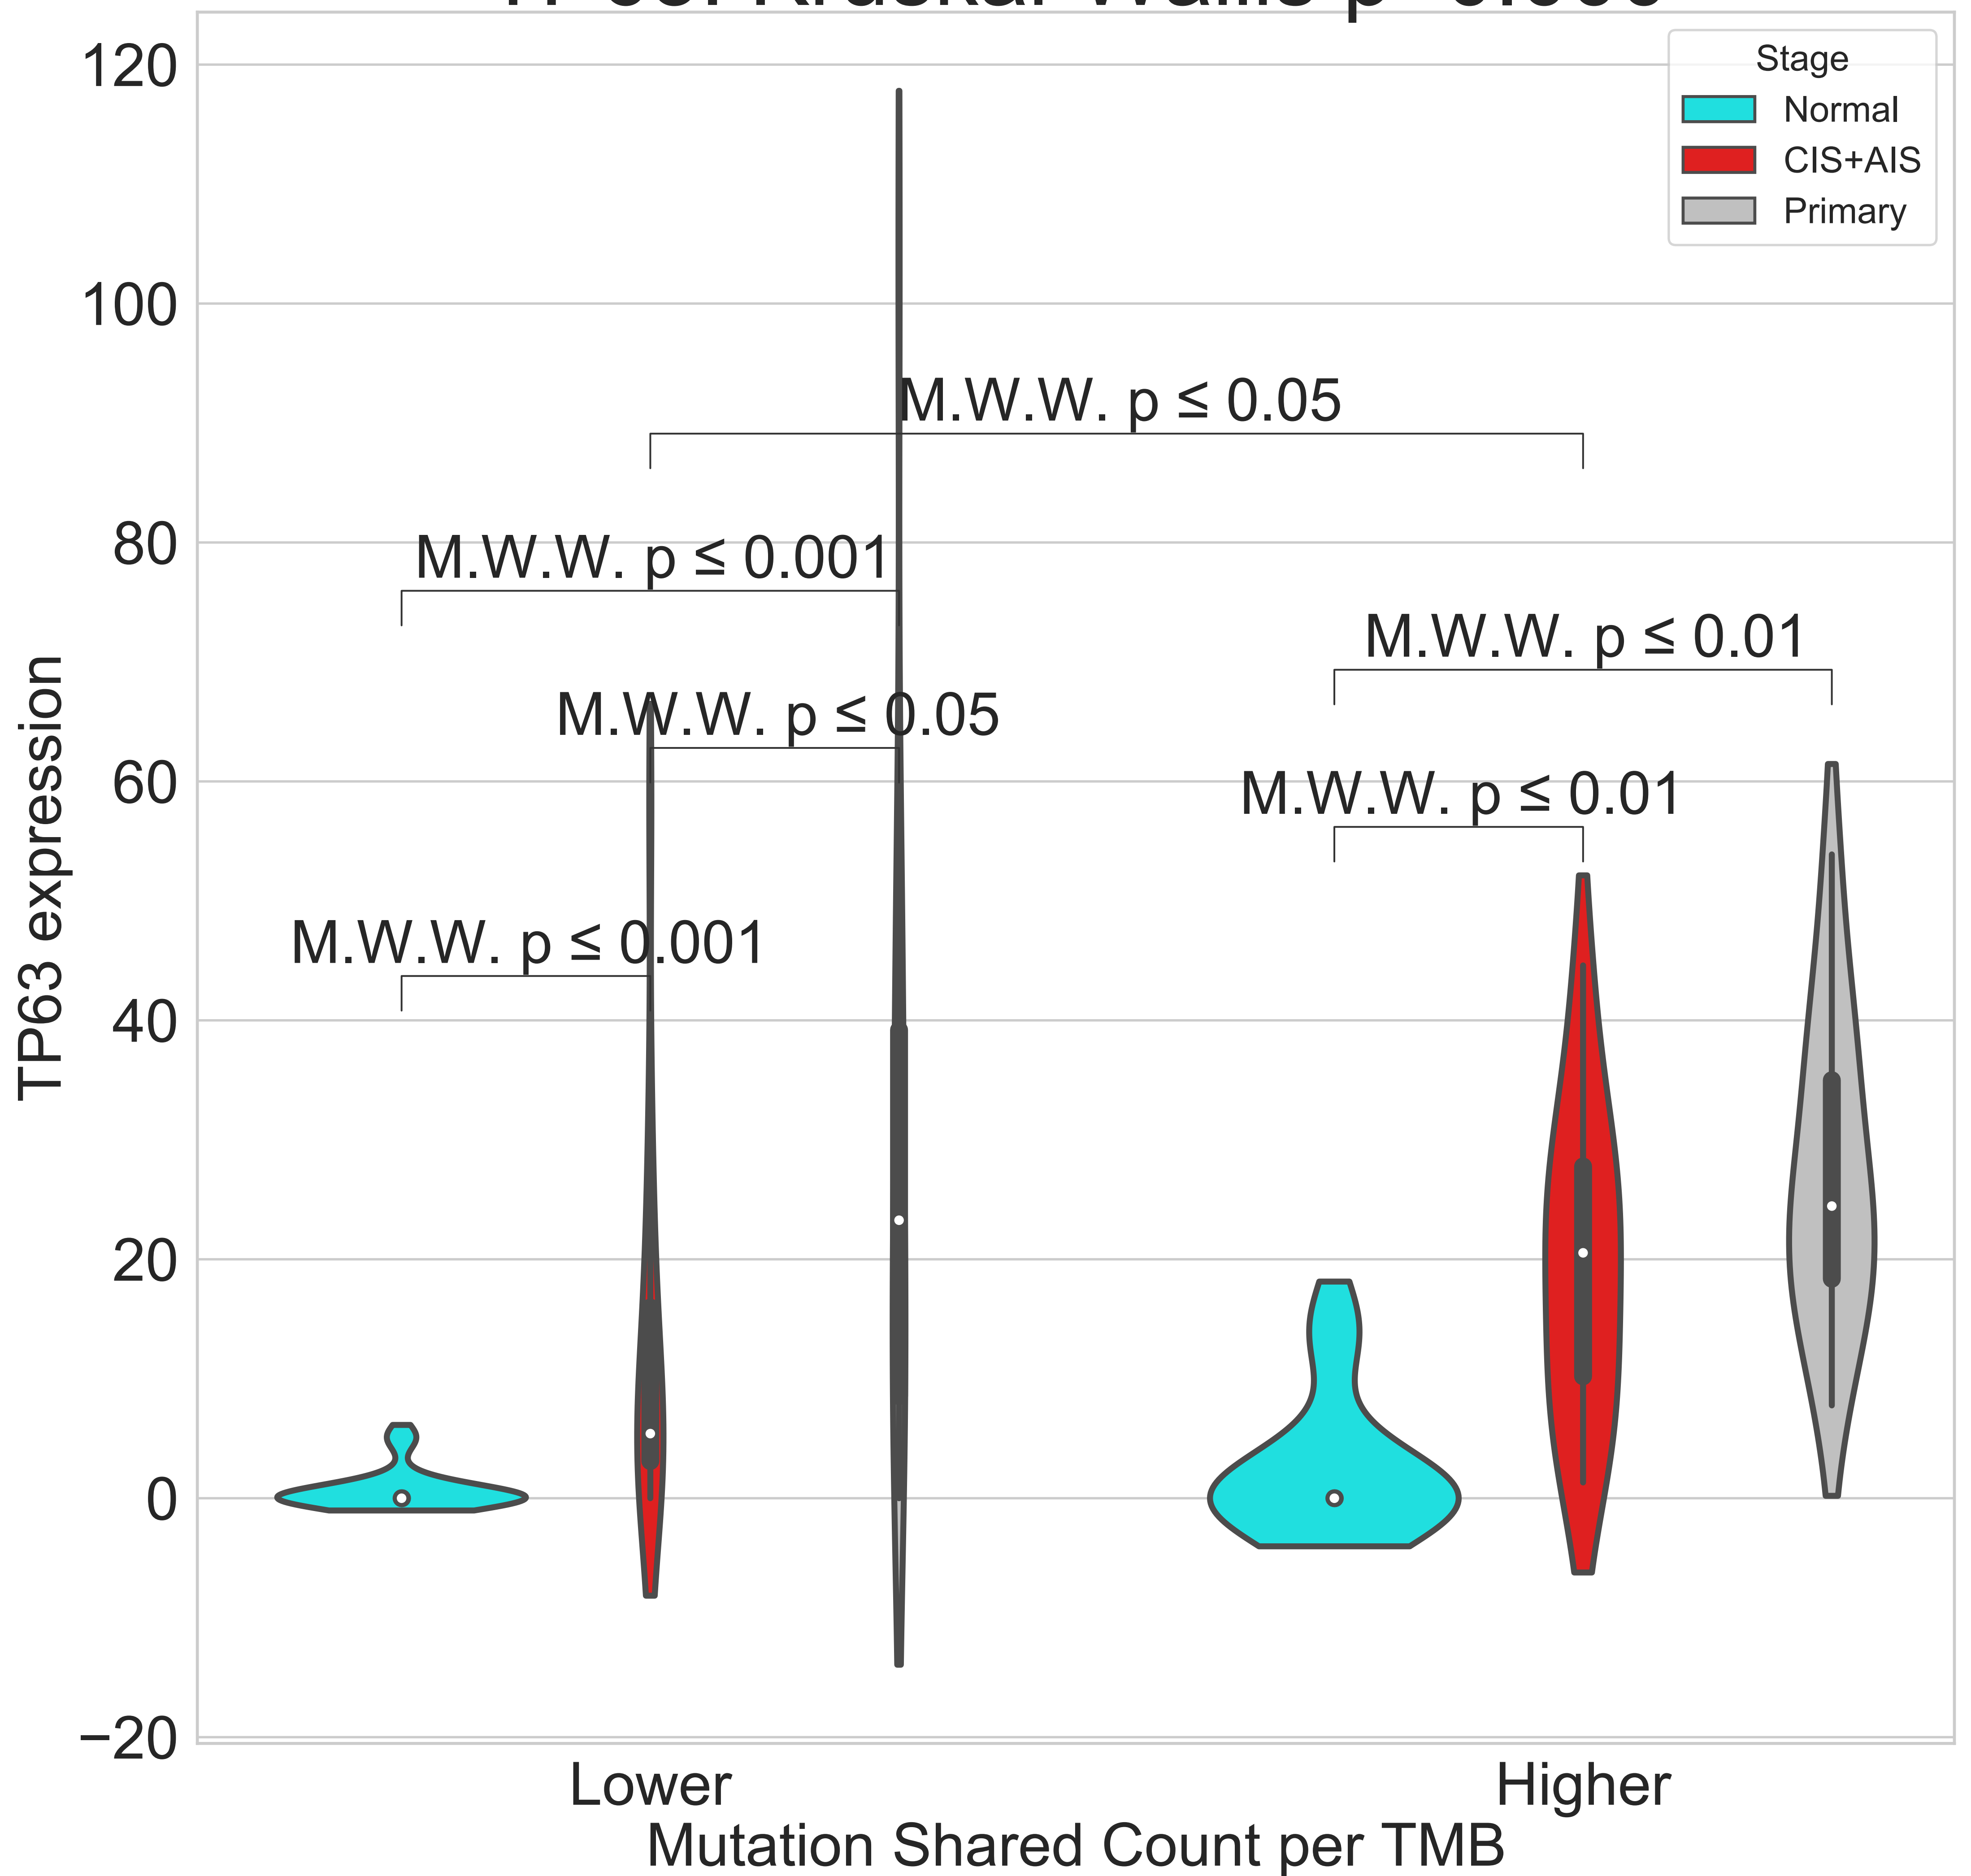 120
100
80
60
40
20
0
−20
TP63 expression
Stage
Normal
CIS+AIS
Primary
M.W.W. p ≤ 0.05
M.W.W. p ≤ 0.001
M.W.W. p ≤ 0.01
M.W.W. p ≤ 0.05
M.W.W. p ≤ 0.01
M.W.W. p ≤ 0.001
Lower
Higher
Mutation Shared Count per TMB